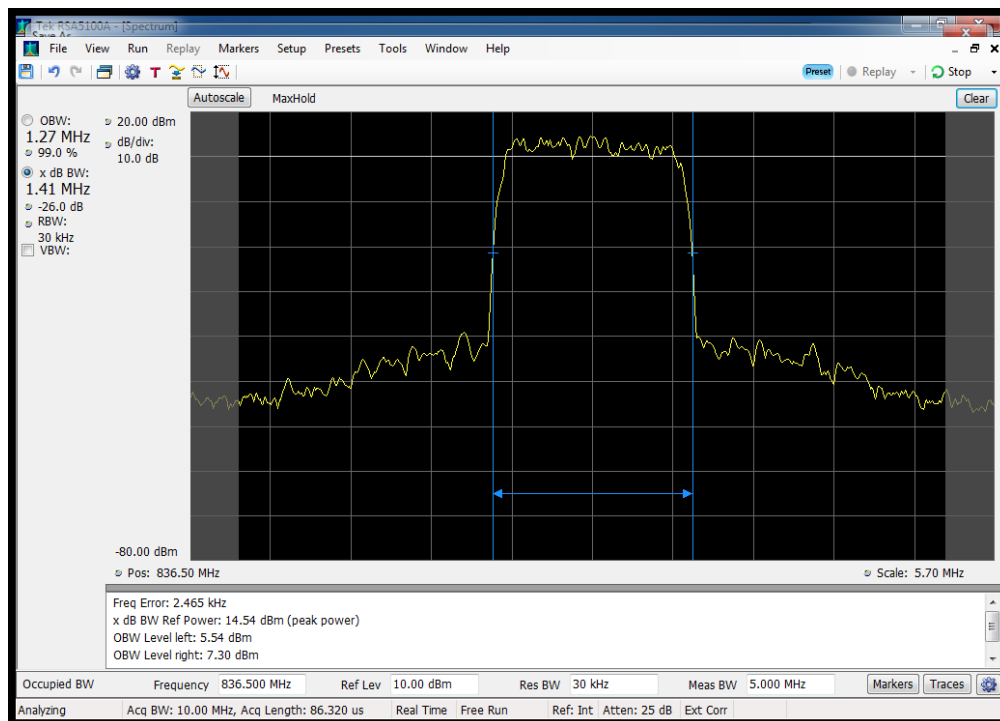 Tek RSA5100A - [Spectrum]
Save As
File View Run Replay Markers Setup Presets Tools Window Help
T Preset Replay Stop
Autoscale MaxHold Clear
OBW:
1.27 MHz
99.0 %
x dB BW:
1.41 MHz
-26.0 dB
RBW:
30 kHz
VBW:
20.00 dBm
dB/div:
10.0 dB
-80.00 dBm
Pos: 836.50 MHz Scale: 5.70 MHz
Freq Error: 2.465 kHz
x dB BW Ref Power: 14.54 dBm (peak power)
OBW Level left: 5.54 dBm
OBW Level right: 7.30 dBm
Occupied BW Frequency 836.500 MHz Ref Lev 10.00 dBm Res BW 30 kHz Meas BW 5.000 MHz Markers Traces
Analyzing Acq BW: 10.00 MHz, Acq Length: 86.320 us Real Time Free Run Ref: Int Atten: 25 dB Ext Corr